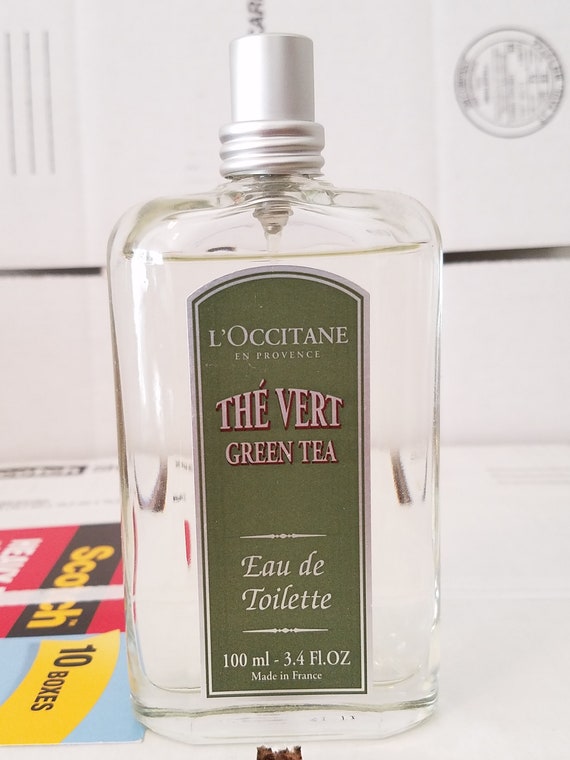 L'OCCITANE
EN PROVENCE
THÉ VERT
GREEN TEA
Eau de
Toilette
100 ml - 3.4 Fl.OZ
Made in France
Scotch
10 BOXES